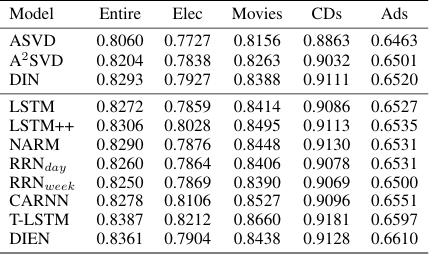 Model Entire Elec Movies CDs Ads
ASVD 0.8060 0.7727 0.8156 0.8863 0.6463
A²SVD 0.8204 0.7838 0.8263 0.9032 0.6501
DIN 0.8293 0.7927 0.8388 0.9111 0.6520
LSTM 0.8272 0.7859 0.8414 0.9086 0.6527
LSTM++ 0.8306 0.8028 0.8495 0.9113 0.6535
NARM 0.8290 0.7876 0.8448 0.9130 0.6531
RRN_day 0.8260 0.7864 0.8406 0.9078 0.6531
RRN_week 0.8250 0.7869 0.8390 0.9069 0.6500
CARNN 0.8278 0.8106 0.8527 0.9096 0.6551
T-LSTM 0.8387 0.8212 0.8660 0.9181 0.6597
DIEN 0.8361 0.7904 0.8438 0.9128 0.6610